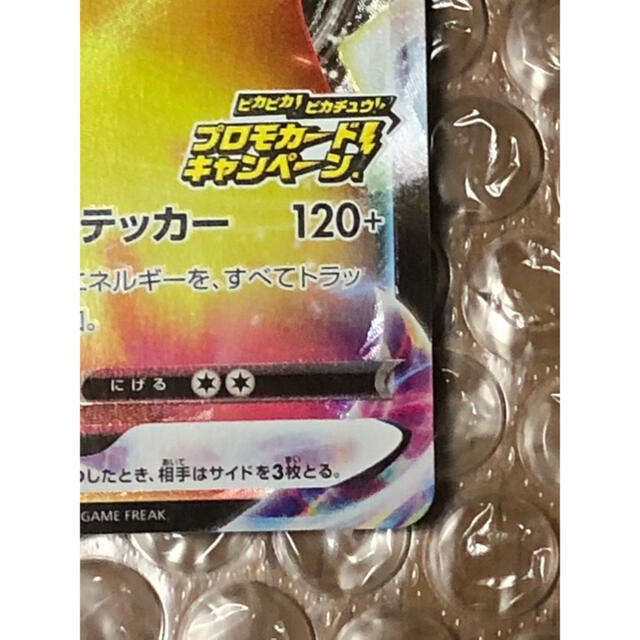 ピカピカ! ピカチュウ!
プロモカード
キャンペーン!
テッカー 120+
エネルギーを、すべてトラッ
。
にげる
したとき、相手はサイドを3枚とる。
GAME FREAK